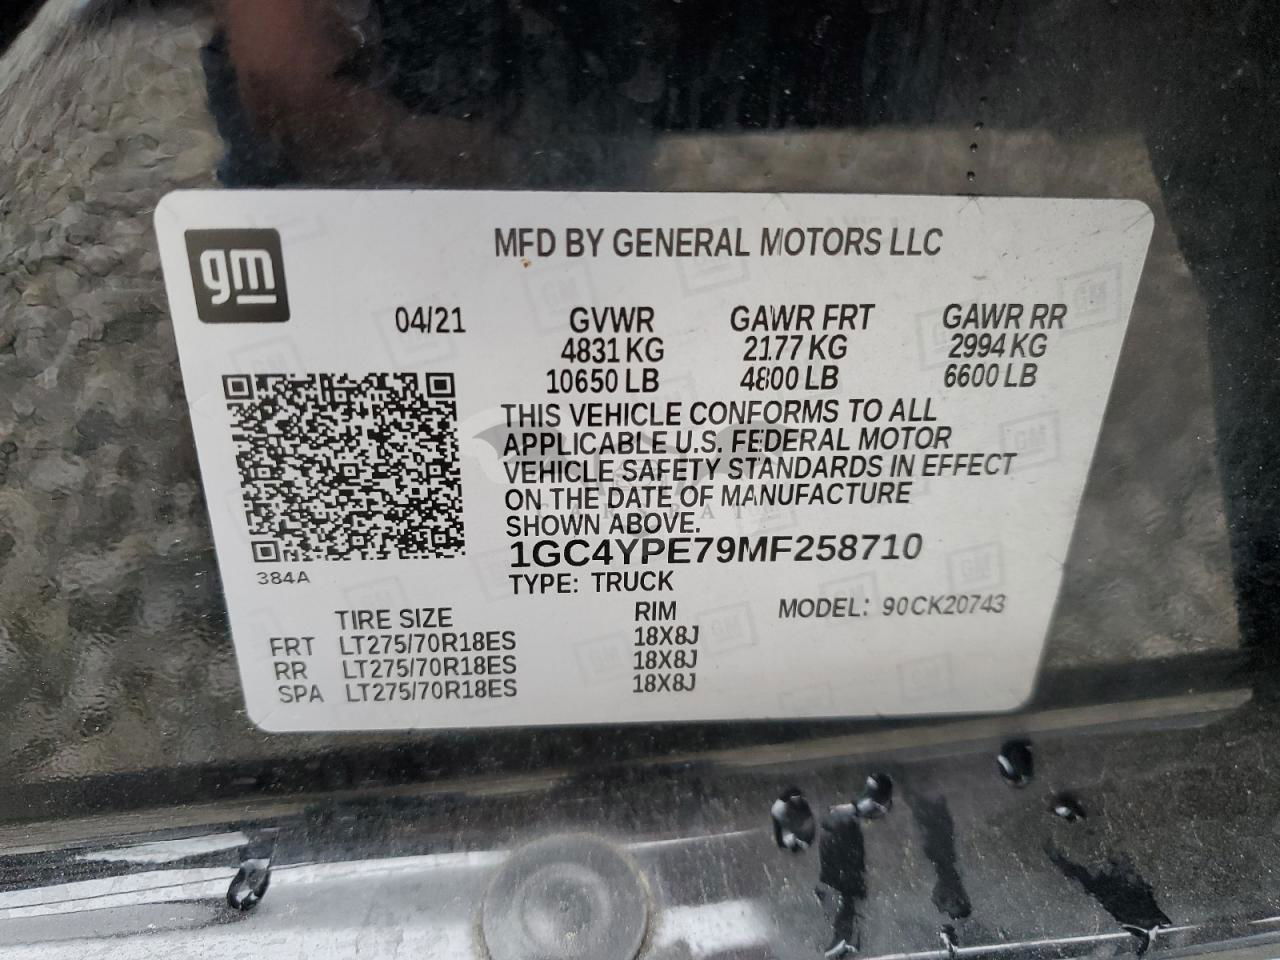 gm
MFD BY GENERAL MOTORS LLC
04/21 GVWR GAWR FRT GAWR RR
4831 KG 2177 KG 2994 KG
10650 LB 4800 LB 6600 LB
THIS VEHICLE CONFORMS TO ALL
APPLICABLE U.S. FEDERAL MOTOR
VEHICLE SAFETY STANDARDS IN EFFECT
ON THE DATE OF MANUFACTURE
SHOWN ABOVE.
1GC4YPE79MF258710
384A
TYPE: TRUCK
TIRE SIZE RIM MODEL: 90CK20743
FRT LT275/70R18ES 18X8J
RR LT275/70R18ES 18X8J
SPA LT275/70R18ES 18X8J